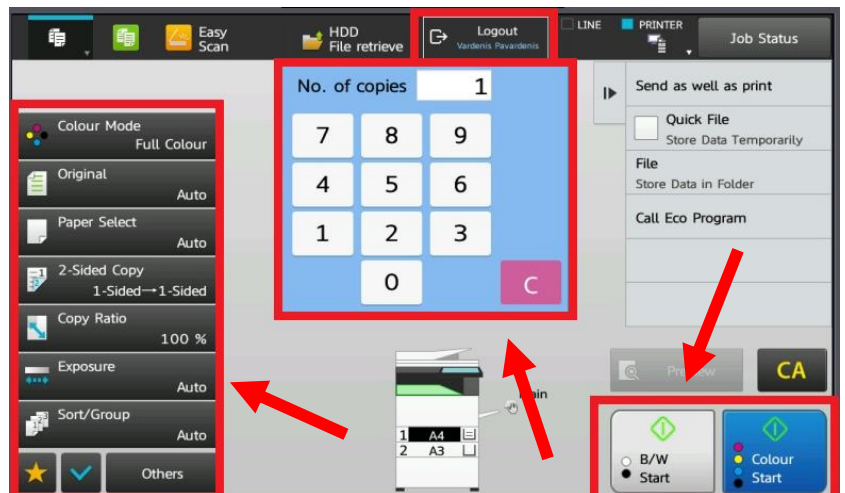 Easy
Scan
HDD
File retrieve
Logout
Vardenis Pavardenis
LINE
PRINTER
Job Status
No. of copies 1
7 8 9
4 5 6
1 2 3
0 C
Colour Mode
Full Colour
Original
Auto
Paper Select
Auto
2-Sided Copy
1-Sided→1-Sided
Copy Ratio
100 %
Exposure
Auto
Sort/Group
Auto
Others
Send as well as print
Quick File
Store Data Temporarily
File
Store Data in Folder
Call Eco Program
Preview
CA
1 A4
2 A3
B/W
Start
Colour
Start